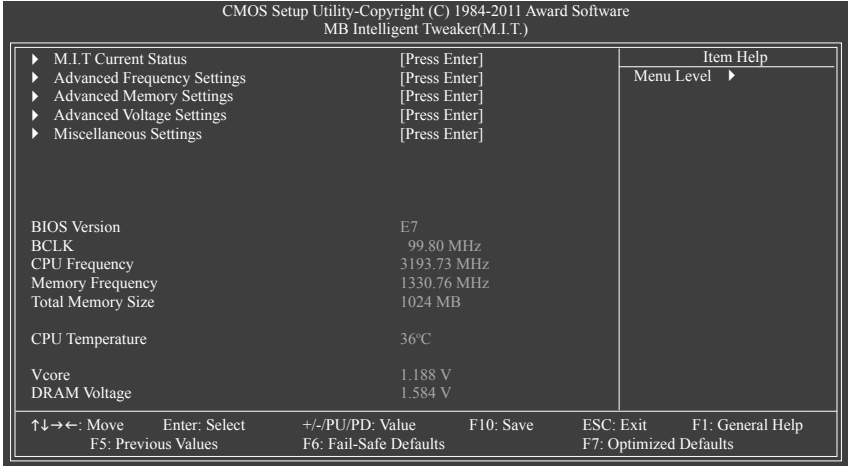 CMOS Setup Utility-Copyright (C) 1984-2011 Award Software
MB Intelligent Tweaker(M.I.T.)
M.I.T Current Status [Press Enter]
Advanced Frequency Settings [Press Enter]
Advanced Memory Settings [Press Enter]
Advanced Voltage Settings [Press Enter]
Miscellaneous Settings [Press Enter]
Item Help
Menu Level
BIOS Version E7
BCLK 99.80 MHz
CPU Frequency 3193.73 MHz
Memory Frequency 1330.76 MHz
Total Memory Size 1024 MB
CPU Temperature 36°C
Vcore 1.188 V
DRAM Voltage 1.584 V
↑↓→←: Move Enter: Select +/-/PU/PD: Value F10: Save ESC: Exit F1: General Help
F5: Previous Values F6: Fail-Safe Defaults F7: Optimized Defaults